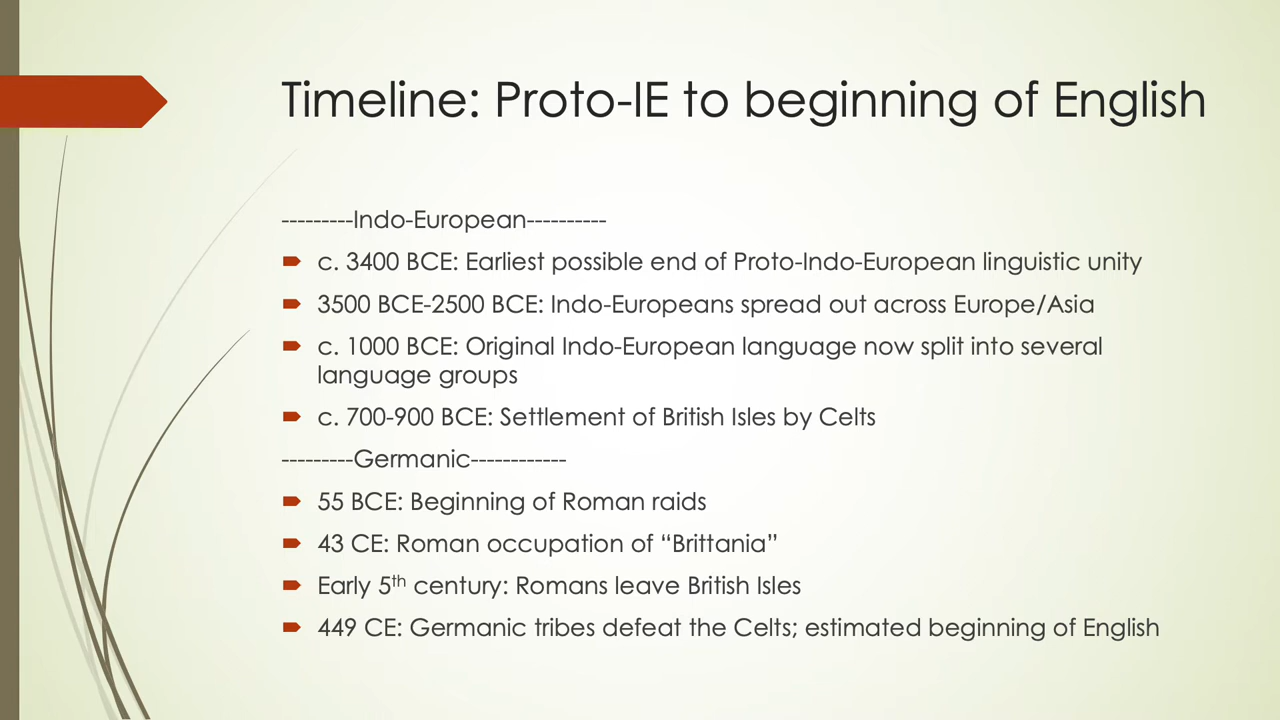 Timeline: Proto-IE to beginning of English
---------Indo-European----------
c. 3400 BCE: Earliest possible end of Proto-Indo-European linguistic unity
3500 BCE-2500 BCE: Indo-Europeans spread out across Europe/Asia
c. 1000 BCE: Original Indo-European language now split into several
language groups
c. 700-900 BCE: Settlement of British Isles by Celts
---------Germanic------------
55 BCE: Beginning of Roman raids
43 CE: Roman occupation of “Brittania”
Early 5th century: Romans leave British Isles
449 CE: Germanic tribes defeat the Celts; estimated beginning of English